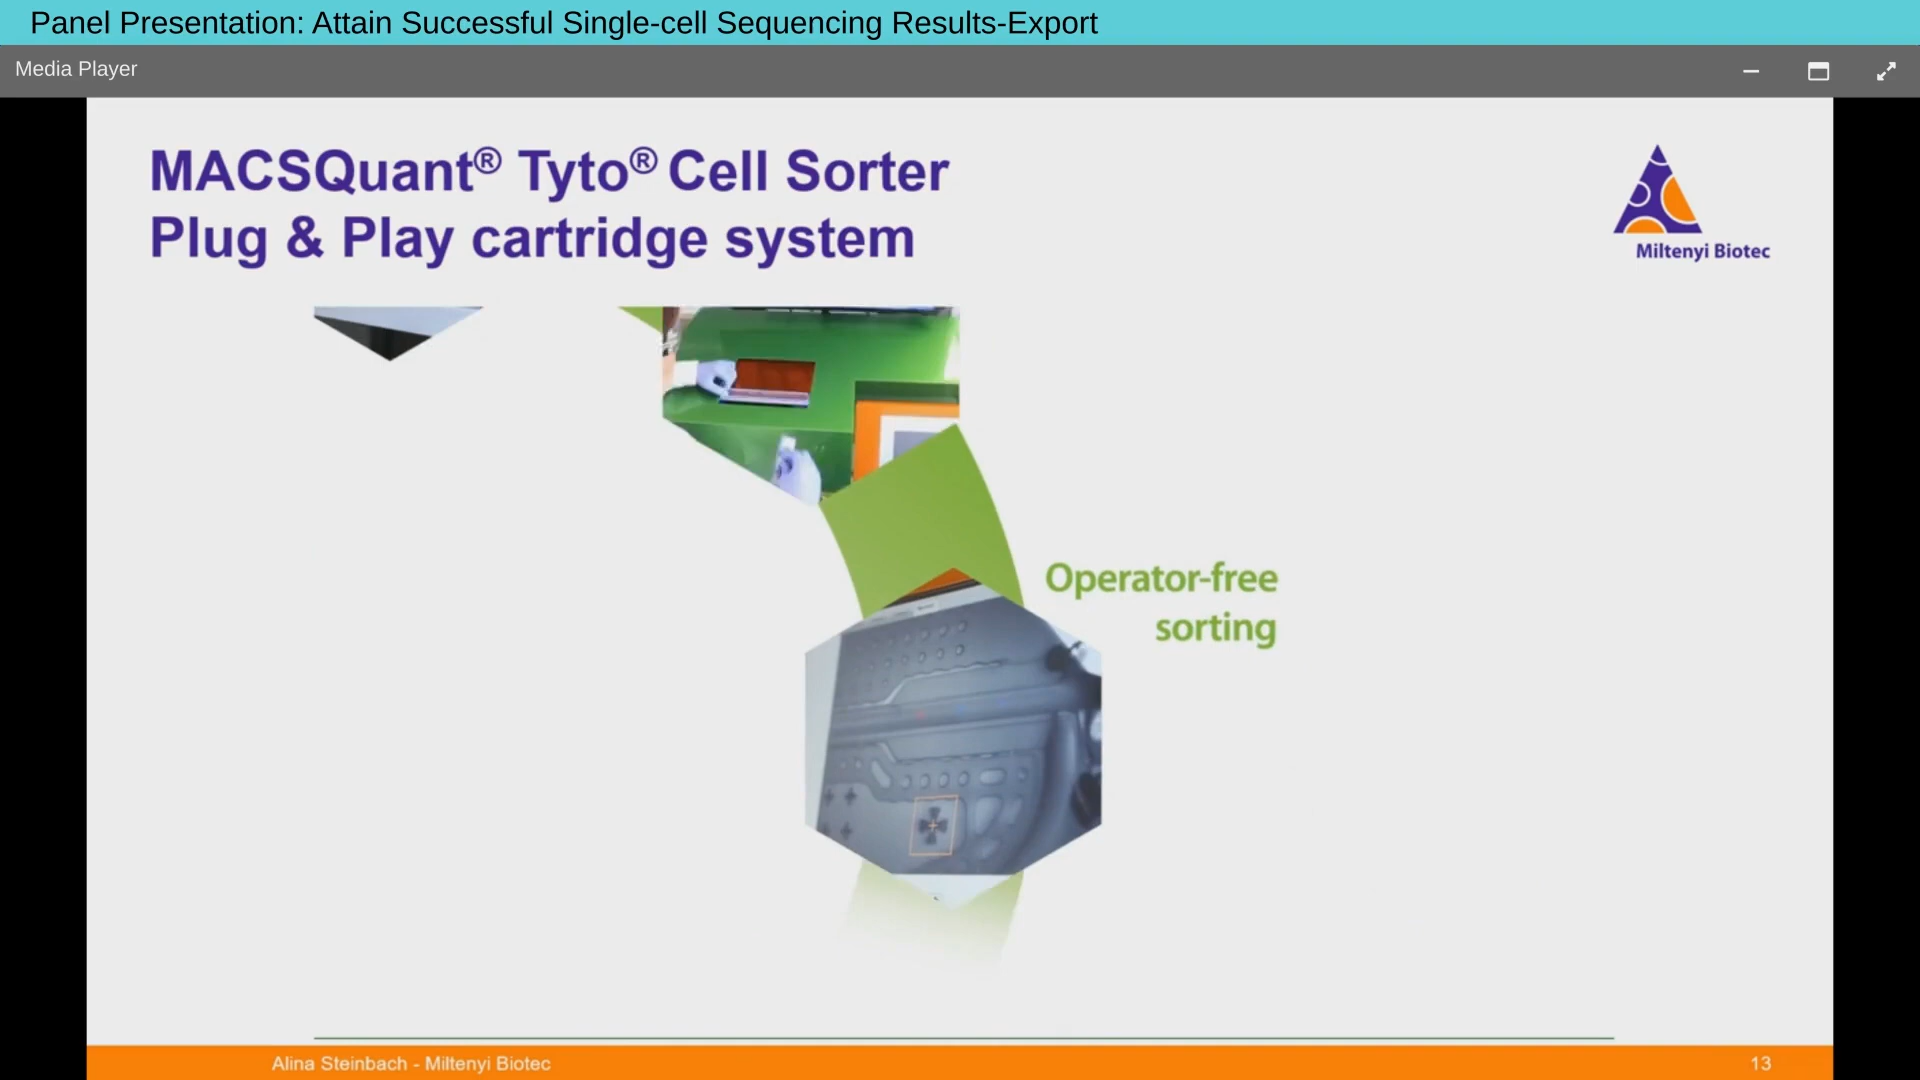 Panel Presentation: Attain Successful Single-cell Sequencing Results-Export
Media Player
MACSQuant® Tyto® Cell Sorter
Plug & Play cartridge system
Miltenyi Biotec
Operator-free
sorting
Alina Steinbach - Miltenyi Biotec
13